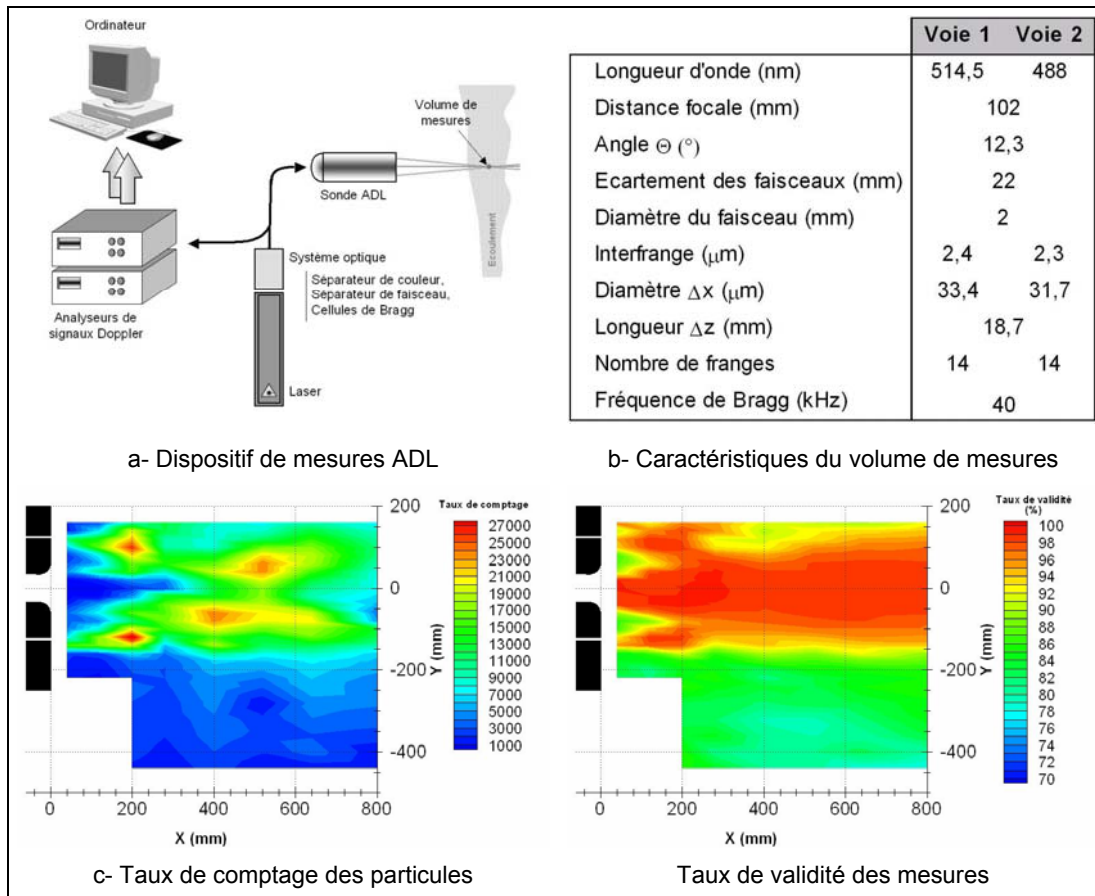 Ordinateur
Volume de
mesures
Sonde ADL
Ecoulement
Système optique
Séparateur de couleur,
Séparateur de faisceau,
Cellules de Bragg
Analyseurs de
signaux Doppler
Laser
a- Dispositif de mesures ADL
Voie 1 Voie 2
Longueur d'onde (nm) 514,5 488
Distance focale (mm) 102
Angle Θ (°) 12,3
Ecartement des faisceaux (mm) 22
Diamètre du faisceau (mm) 2
Interfrange (μm) 2,4 2,3
Diamètre Δx (μm) 33,4 31,7
Longueur Δz (mm) 18,7
Nombre de franges 14 14
Fréquence de Bragg (kHz) 40
b- Caractéristiques du volume de mesures
Taux de comptage
27000
25000
23000
21000
19000
17000
15000
13000
11000
9000
7000
5000
3000
1000
200
0
-200
-400
Y (mm)
0 200 400 600 800
X (mm)
c- Taux de comptage des particules
Taux de validité
(%)
100
98
96
94
92
90
88
86
84
82
80
78
76
74
72
70
200
0
-200
-400
Y (mm)
0 200 400 600 800
X (mm)
Taux de validité des mesures